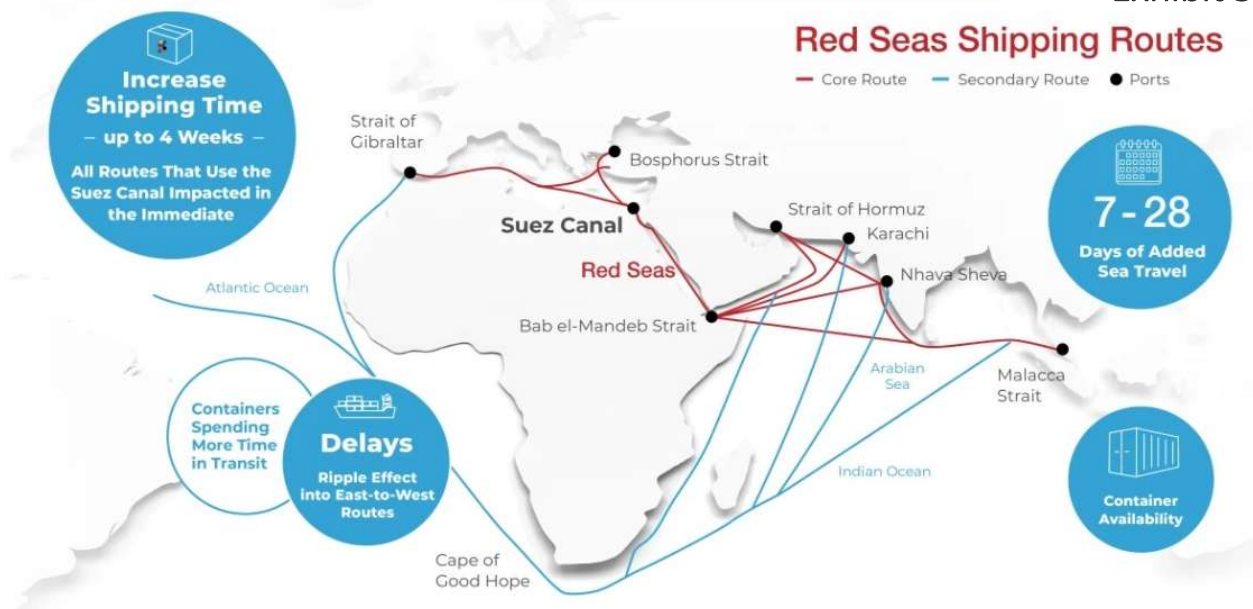 Red Seas Shipping Routes
Core Route
Secondary Route
Ports
Increase
Shipping Time
– up to 4 Weeks –
All Routes That Use the
Suez Canal Impacted in
the Immediate
Strait of
Gibraltar
Bosphorus Strait
Suez Canal
Strait of Hormuz
Karachi
Red Seas
Nhava Sheva
Bab el-Mandeb Strait
7 - 28
Days of Added
Sea Travel
Atlantic Ocean
Arabian
Sea
Malacca
Strait
Containers
Spending
More Time
in Transit
Delays
Ripple Effect
into East-to-West
Routes
Indian Ocean
Container
Availability
Cape of
Good Hope